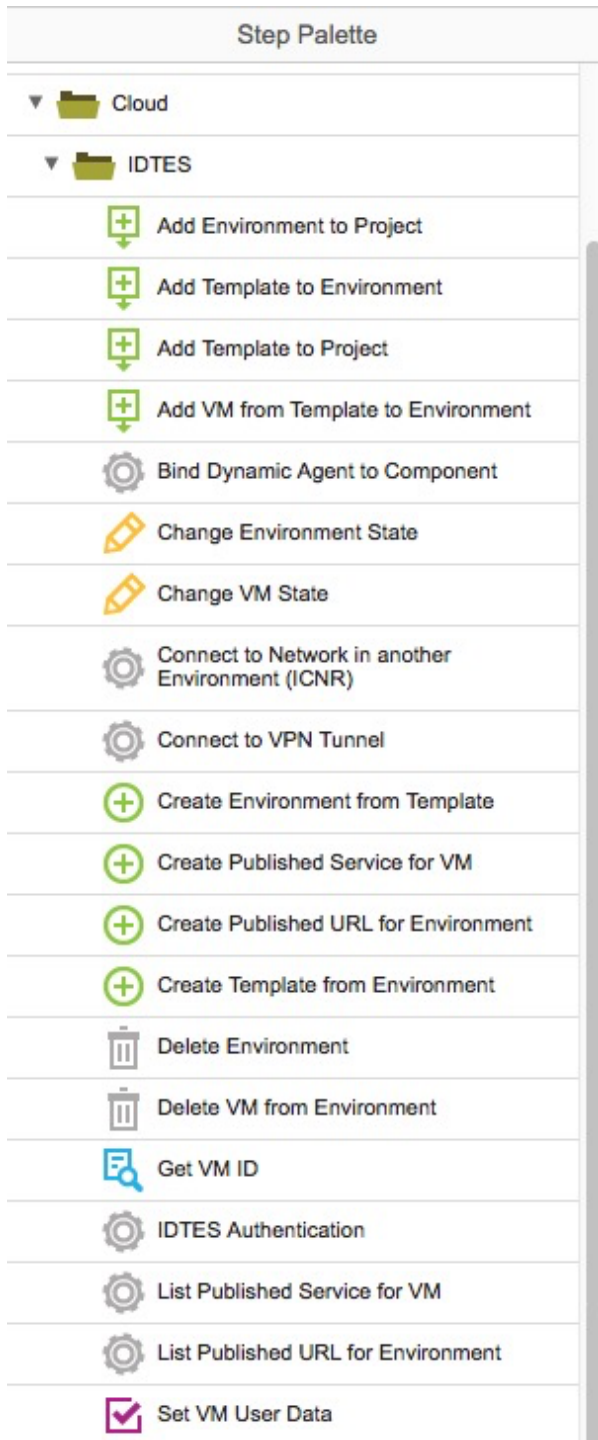 Step Palette
Cloud
IDTES
Add Environment to Project
Add Template to Environment
Add Template to Project
Add VM from Template to Environment
Bind Dynamic Agent to Component
Change Environment State
Change VM State
Connect to Network in another
Environment (ICNR)
Connect to VPN Tunnel
Create Environment from Template
Create Published Service for VM
Create Published URL for Environment
Create Template from Environment
Delete Environment
Delete VM from Environment
Get VM ID
IDTES Authentication
List Published Service for VM
List Published URL for Environment
Set VM User Data